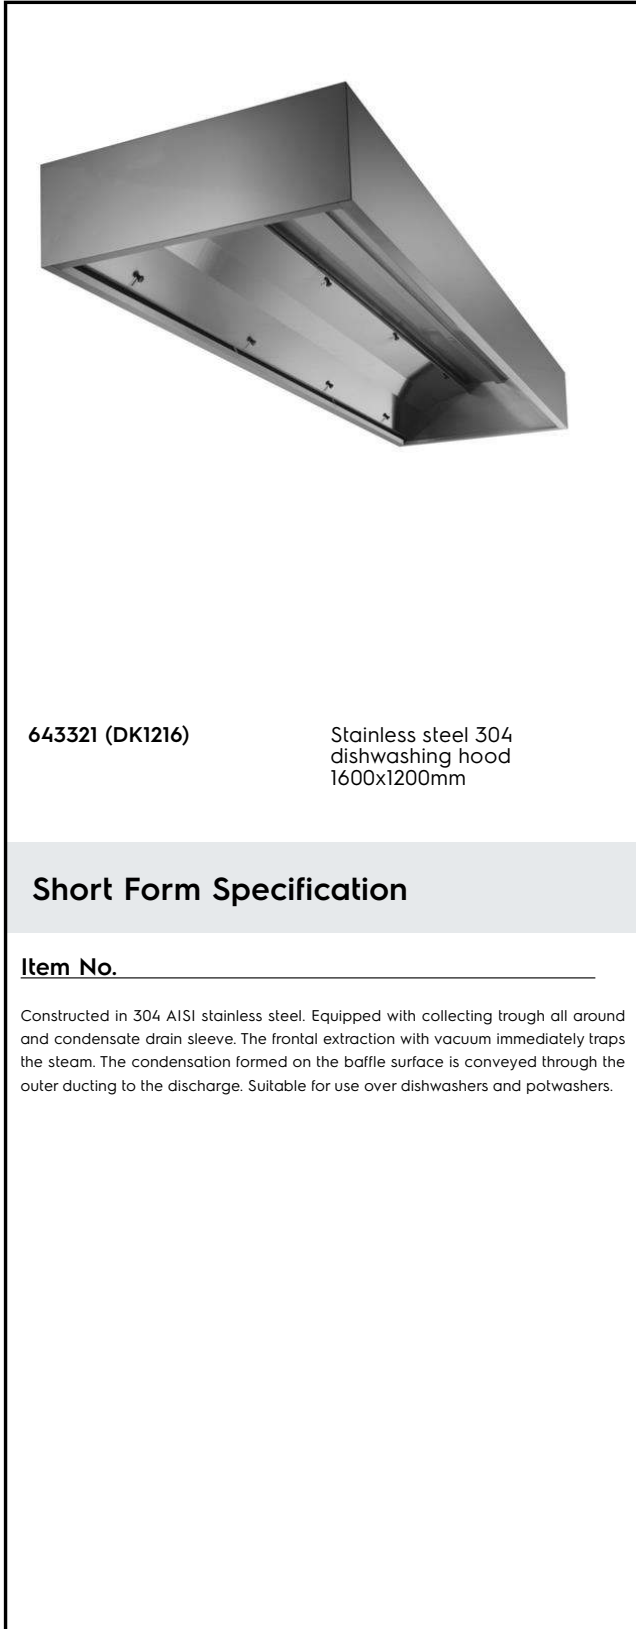 643321 (DK1216)
Stainless steel 304
dishwashing hood
1600x1200mm
Short Form Specification
Item No.
Constructed in 304 AISI stainless steel. Equipped with collecting trough all around
and condensate drain sleeve. The frontal extraction with vacuum immediately traps
the steam. The condensation formed on the baffle surface is conveyed through the
outer ducting to the discharge. Suitable for use over dishwashers and potwashers.